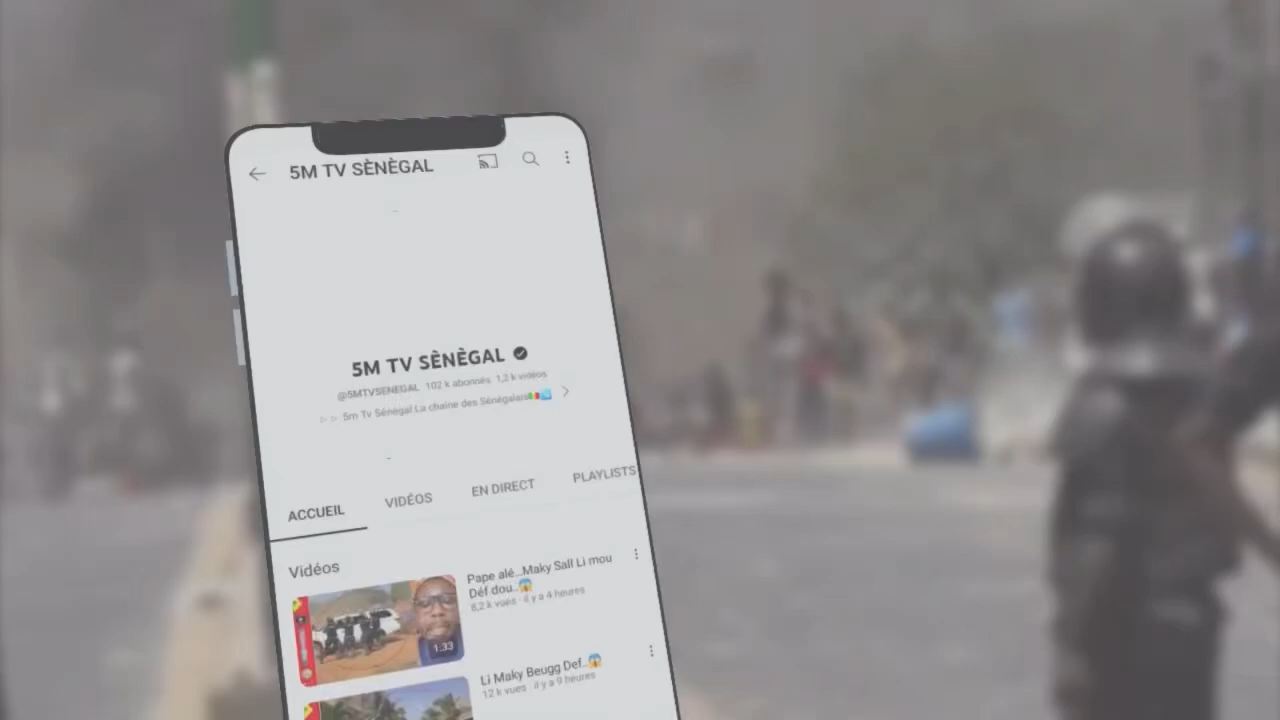 5M TV SÈNÈGAL
5M TV SÈNÈGAL
@5MTVSENEGAL 102 k abonnés 1,2 k vidéos
5m Tv Sénégal La chaine des Sénégalais
ACCUEIL VIDÉOS EN DIRECT PLAYLISTS
Vidéos
Pape alé...Maky Sall Li mou
Déf dou..😱
8,2 k vues · il y a 4 heures
1:33
Li Maky Beugg Def..😱
12 k vues · il y a 9 heures